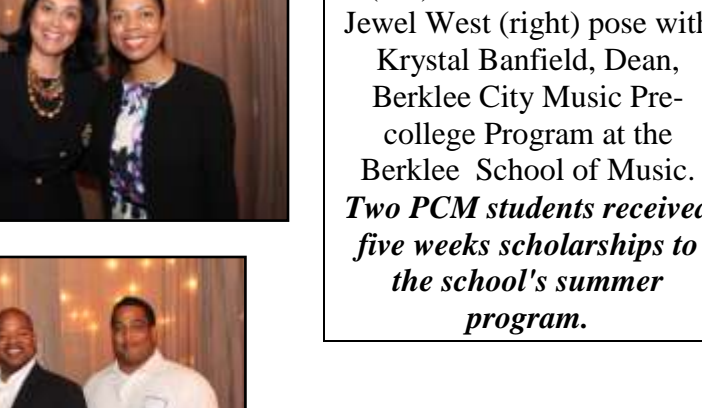 Jewel West (right) pose with
Krystal Banfield, Dean,
Berklee City Music Pre-
college Program at the
Berklee School of Music.
Two PCM students received
five weeks scholarships to
the school's summer
program.